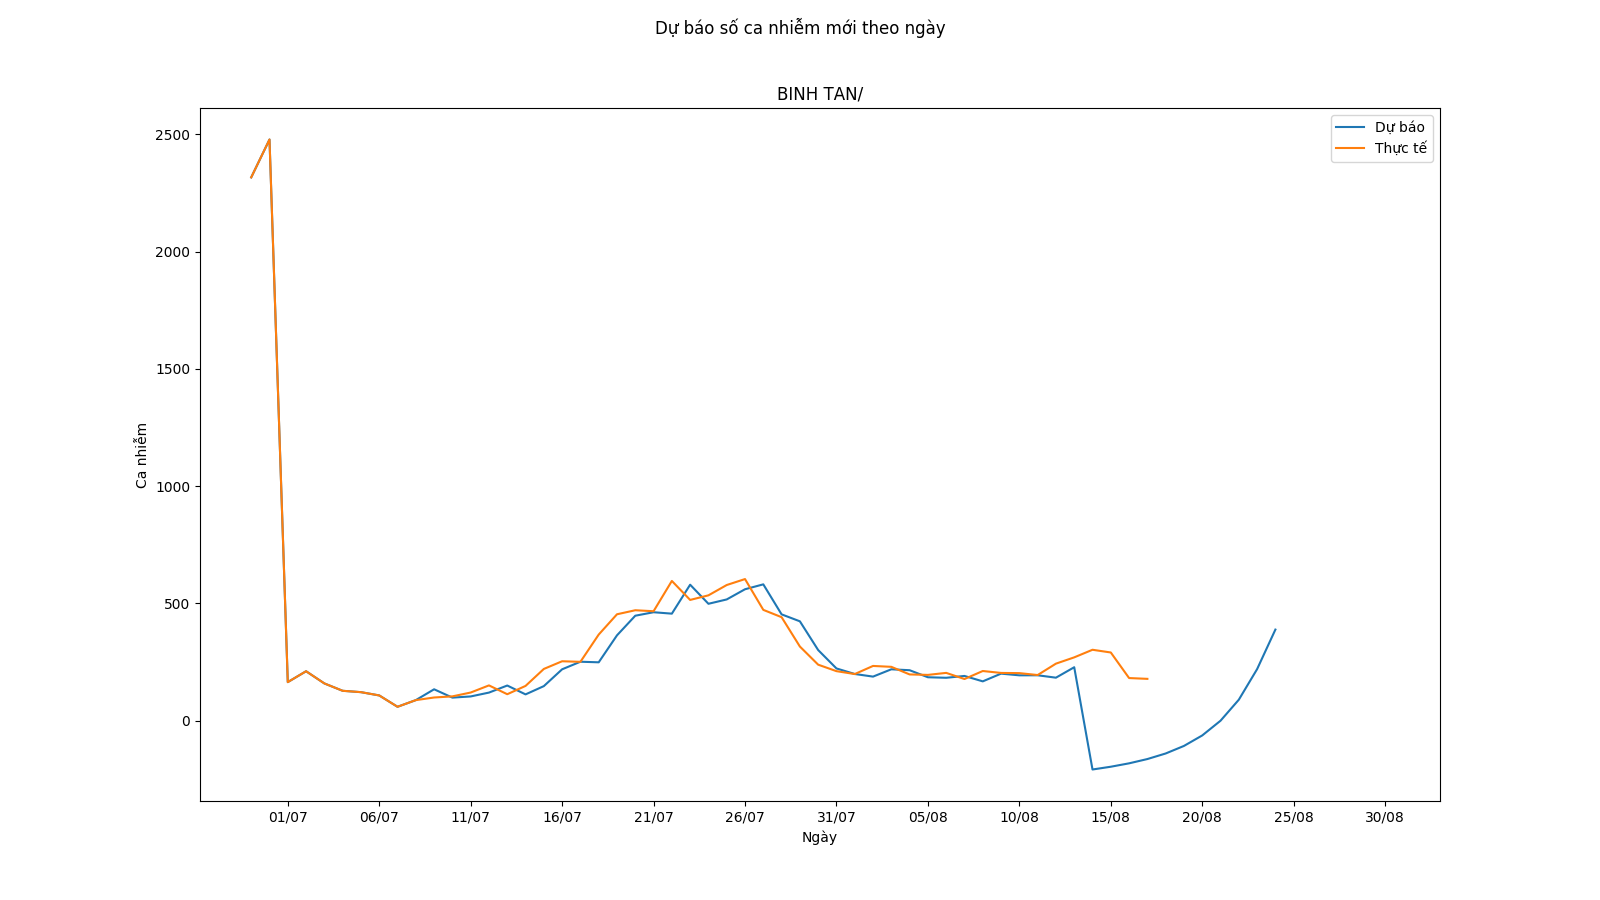 Dự báo số ca nhiễm mới theo ngày
BINH TAN/
Dự báo
Thực tế
2500
2000
1500
1000
500
0
Ca nhiễm
01/07 06/07 11/07 16/07 21/07 26/07 31/07 05/08 10/08 15/08 20/08 25/08 30/08
Ngày